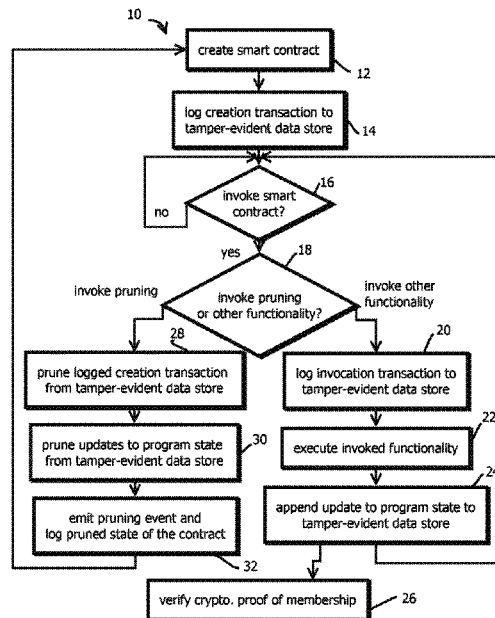 10
create smart contract
12
log creation transaction to
tamper-evident data store
14
invoke smart
contract?
16
no
yes
18
invoke pruning
invoke pruning
or other functionality?
invoke other
functionality
28
prune logged creation transaction
from tamper-evident data store
20
log invocation transaction to
tamper-evident data store
prune updates to program state
from tamper-evident data store
30
22
execute invoked functionality
24
append update to program state to
tamper-evident data store
emit pruning event and
log pruned state of the contract
32
verify crypto. proof of membership
26